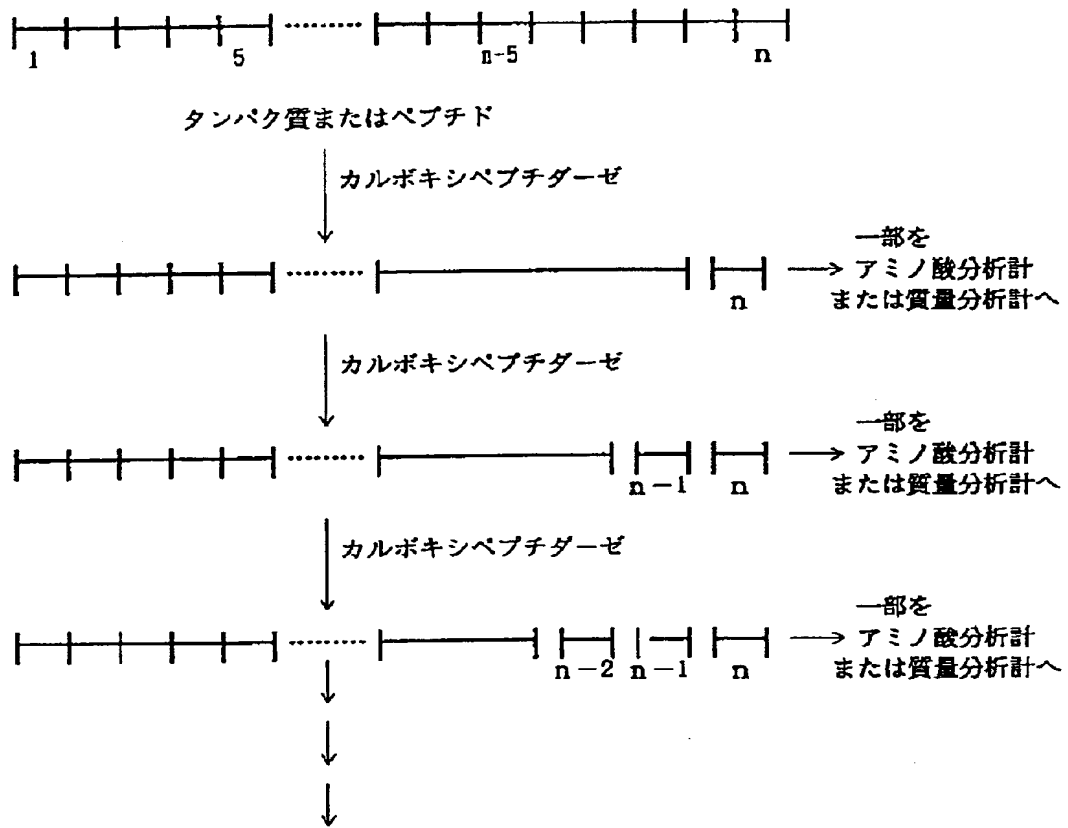 1 5 n-5 n
タンパク質またはペプチド
カルボキシペプチダーゼ
一部を
アミノ酸分析計
または質量分析計へ
n
カルボキシペプチダーゼ
一部を
アミノ酸分析計
または質量分析計へ
n-1 n
カルボキシペプチダーゼ
一部を
アミノ酸分析計
または質量分析計へ
n-2 n-1 n